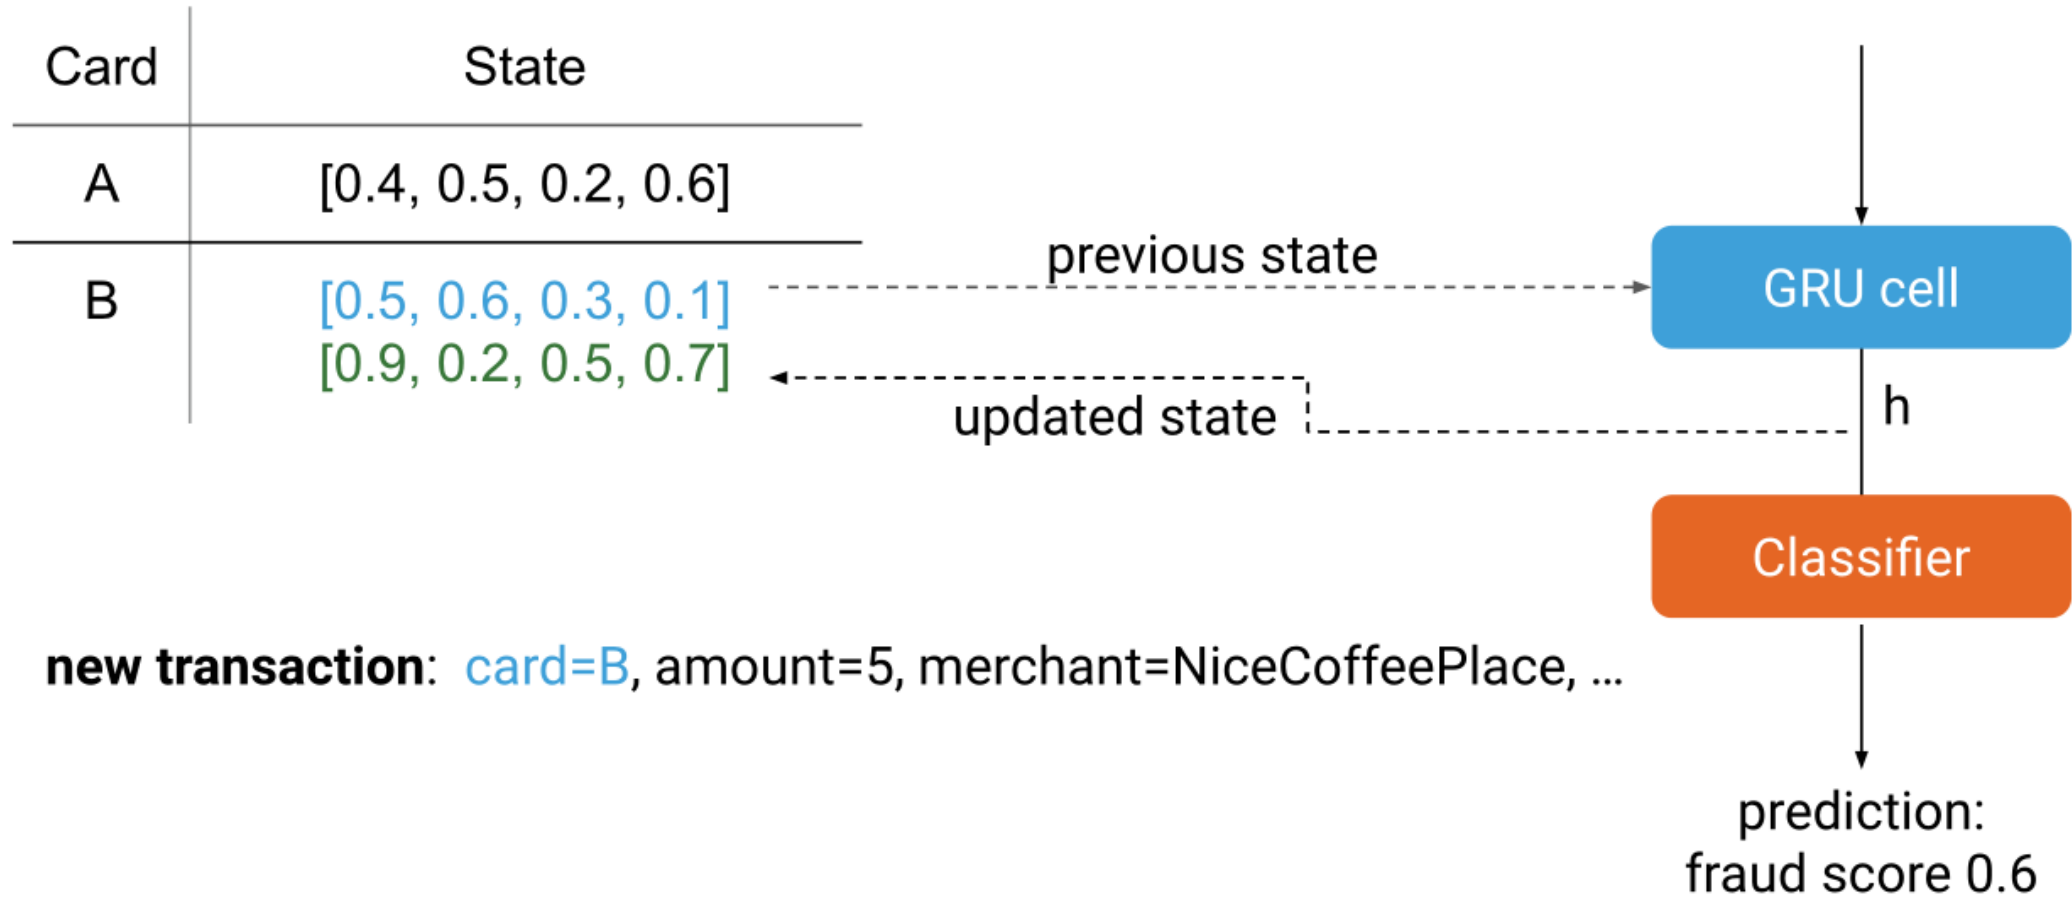 Card State
A [0.4, 0.5, 0.2, 0.6]
B [0.5, 0.6, 0.3, 0.1]
[0.9, 0.2, 0.5, 0.7]
previous state
updated state
GRU cell
h
Classifier
new transaction: card=B, amount=5, merchant=NiceCoffeePlace, ...
prediction:
fraud score 0.6